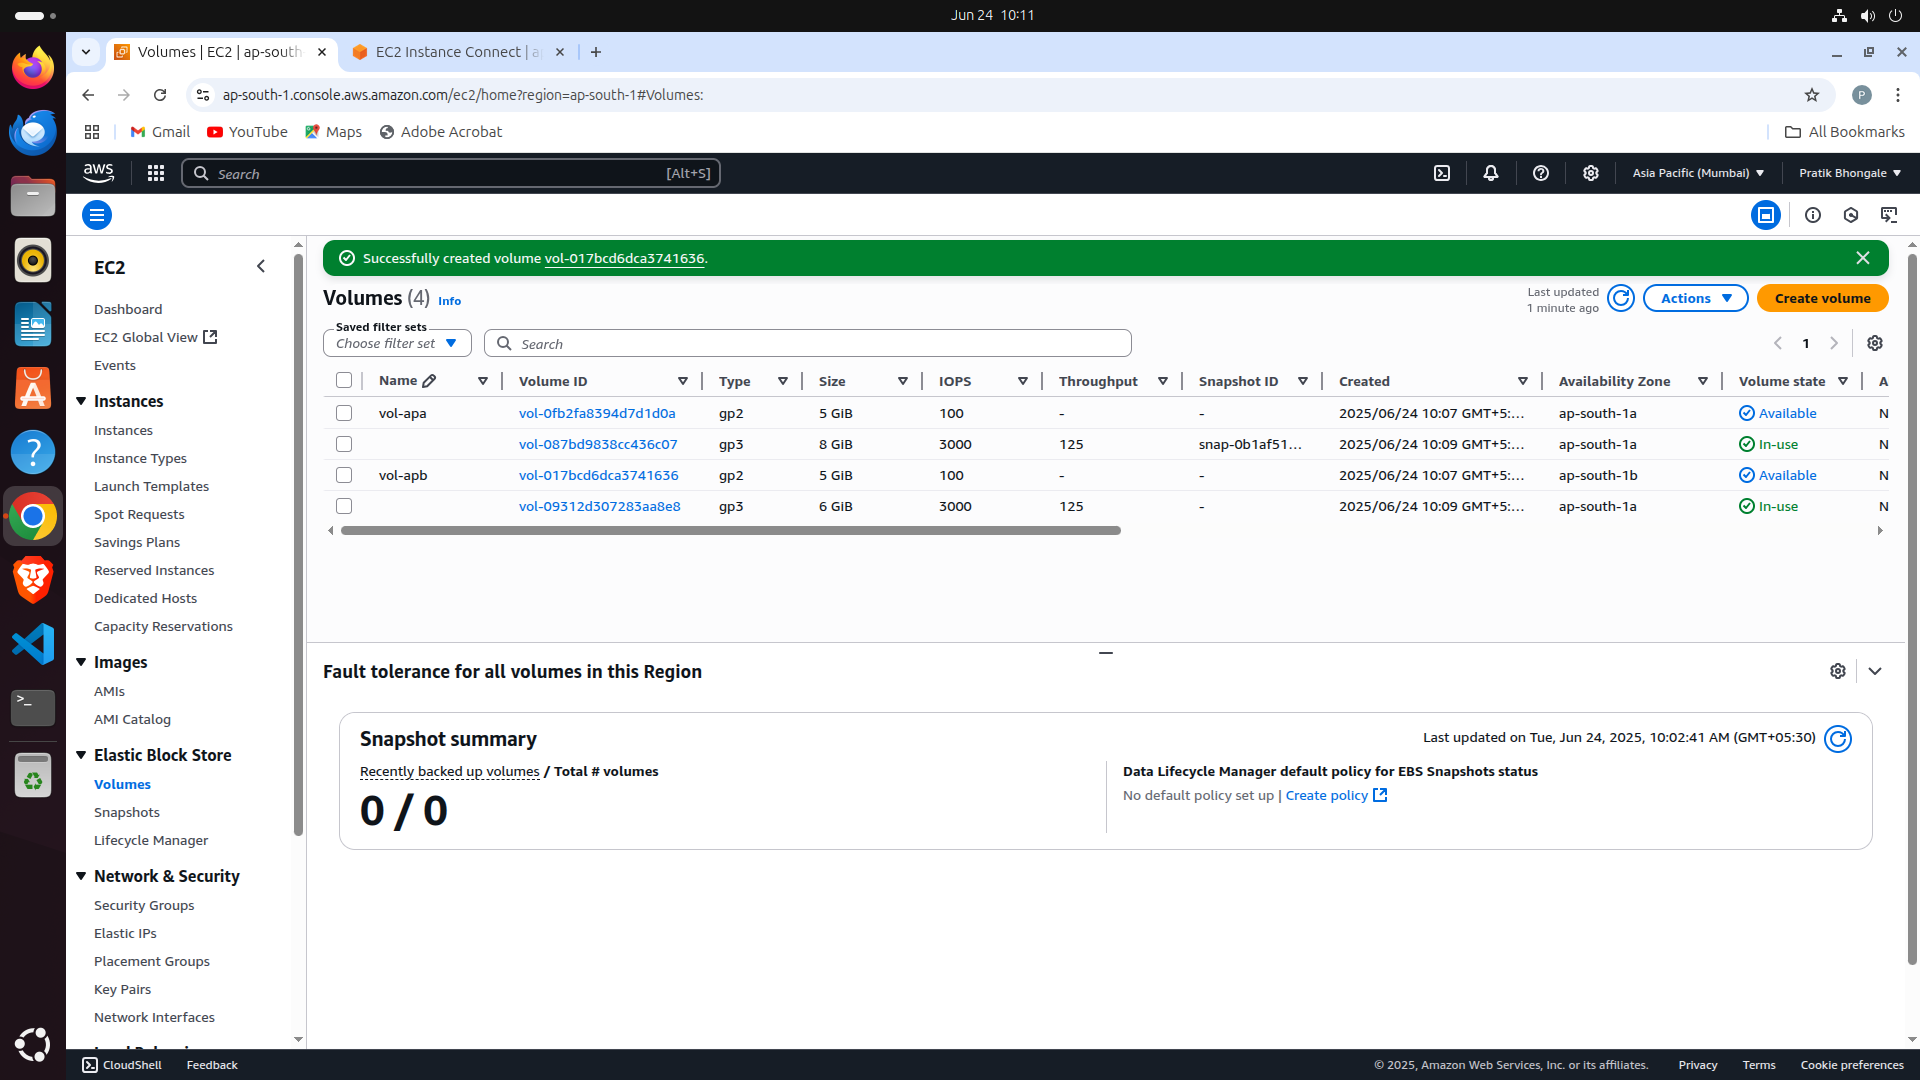 Jun 24 10:11
Volumes | EC2 | ap-south
EC2 Instance Connect | a
ap-south-1.console.aws.amazon.com/ec2/home?region=ap-south-1#Volumes:
Gmail
YouTube
Maps
Adobe Acrobat
All Bookmarks
aws
Search
[Alt+S]
Asia Pacific (Mumbai)
Pratik Bhongale
P
EC2
Dashboard
EC2 Global View
Events
Instances
Instances
Instance Types
Launch Templates
Spot Requests
Savings Plans
Reserved Instances
Dedicated Hosts
Capacity Reservations
Images
AMIs
AMI Catalog
Elastic Block Store
Volumes
Snapshots
Lifecycle Manager
Network & Security
Security Groups
Elastic IPs
Placement Groups
Key Pairs
Network Interfaces
Successfully created volume vol-017bcd6dca3741636.
Volumes (4) Info
Last updated
1 minute ago
Actions
Create volume
Saved filter sets
Choose filter set
Search
1
Name Volume ID Type Size IOPS Throughput Snapshot ID Created Availability Zone Volume state A
vol-apa vol-0fb2fa8394d7d1d0a gp2 5 GiB 100 - - 2025/06/24 10:07 GMT+5:... ap-south-1a Available N
vol-087bd9838cc436c07 gp3 8 GiB 3000 125 snap-0b1af51... 2025/06/24 10:09 GMT+5:... ap-south-1a In-use N
vol-apb vol-017bcd6dca3741636 gp2 5 GiB 100 - - 2025/06/24 10:07 GMT+5:... ap-south-1b Available N
vol-09312d307283aa8e8 gp3 6 GiB 3000 125 - 2025/06/24 10:09 GMT+5:... ap-south-1a In-use N
Fault tolerance for all volumes in this Region
Snapshot summary
Last updated on Tue, Jun 24, 2025, 10:02:41 AM (GMT+05:30)
Recently backed up volumes / Total # volumes
0 / 0
Data Lifecycle Manager default policy for EBS Snapshots status
No default policy set up | Create policy
CloudShell
Feedback
© 2025, Amazon Web Services, Inc. or its affiliates.
Privacy
Terms
Cookie preferences